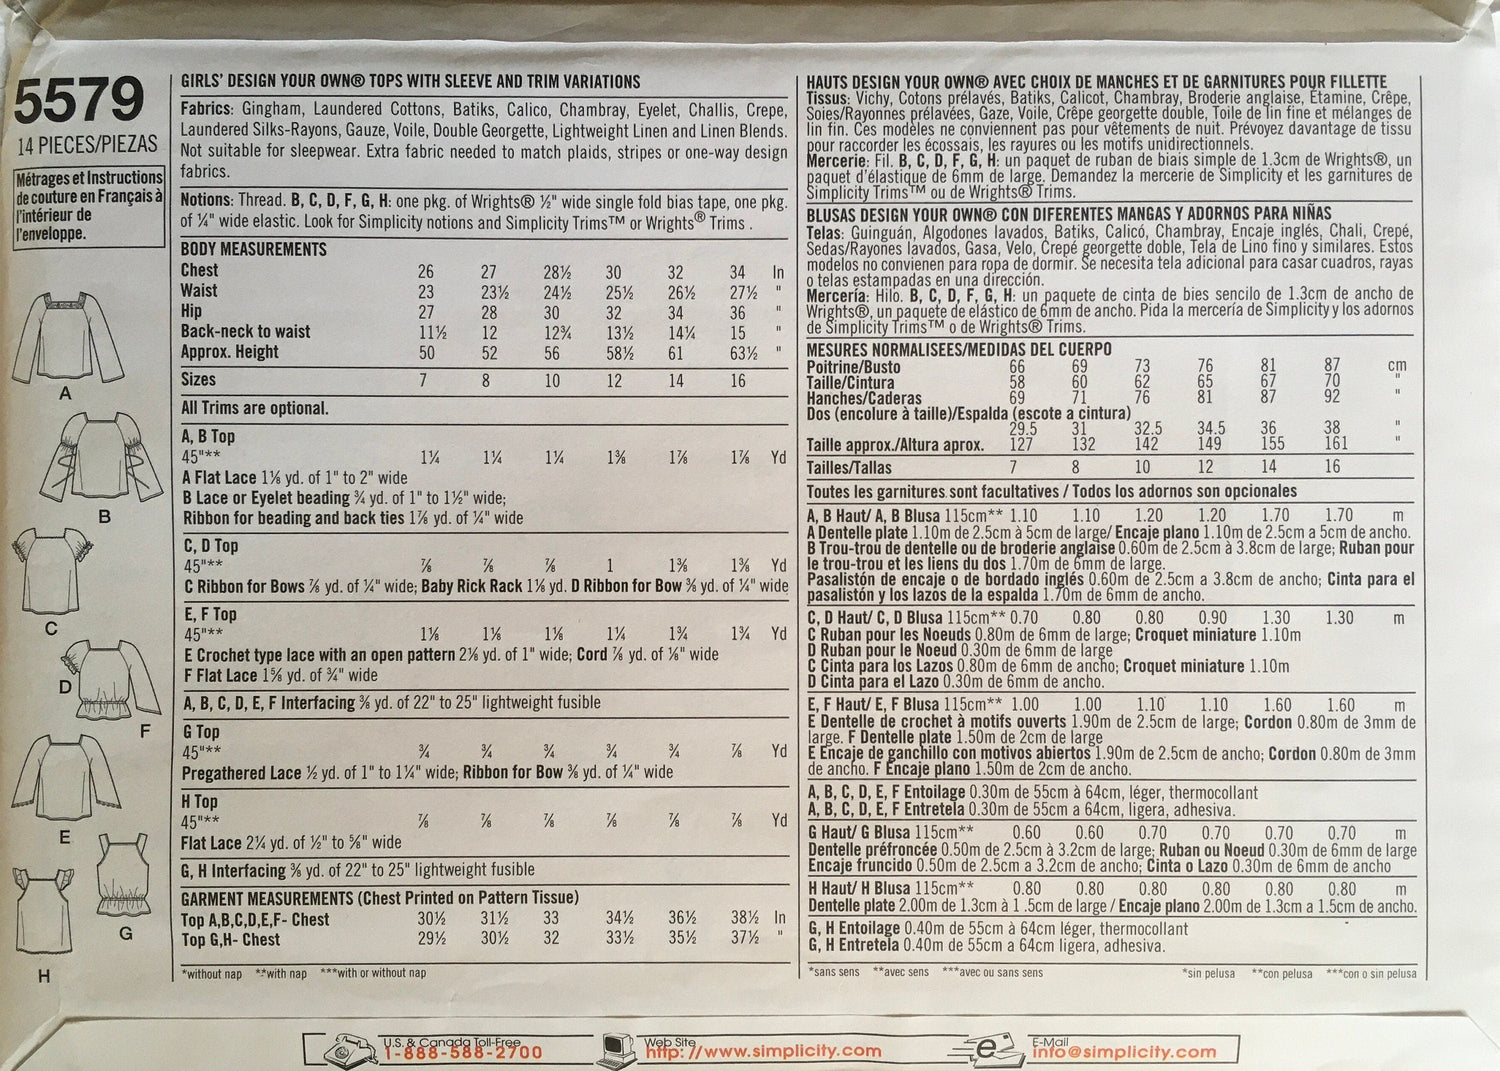 5579
14 PIECES/PIEZAS
Métrages et Instructions
de couture en Français à
l'intérieur de
l'enveloppe.
A
B
C
D
F
E
G
H
GIRLS' DESIGN YOUR OWN® TOPS WITH SLEEVE AND TRIM VARIATIONS
Fabrics: Gingham, Laundered Cottons, Batiks, Calico, Chambray, Eyelet, Challis, Crepe,
Laundered Silks-Rayons, Gauze, Voile, Double Georgette, Lightweight Linen and Linen Blends.
Not suitable for sleepwear. Extra fabric needed to match plaids, stripes or one-way design
fabrics.
Notions: Thread. B, C, D, F, G, H: one pkg. of Wrights® ½" wide single fold bias tape, one pkg.
of ¼" wide elastic. Look for Simplicity notions and Simplicity Trims™ or Wrights® Trims .
BODY MEASUREMENTS
Chest 26 27 28½ 30 32 34 In
Waist 23 23½ 24½ 25½ 26½ 27½ "
Hip 27 28 30 32 34 36 "
Back-neck to waist 11½ 12 12¾ 13½ 14¼ 15 "
Approx. Height 50 52 56 58½ 61 63½ "
Sizes 7 8 10 12 14 16
All Trims are optional.
A, B Top
45"** 1¼ 1¼ 1¼ 1⅜ 1⅞ 1⅞ Yd
A Flat Lace 1⅛ yd. of 1" to 2" wide
B Lace or Eyelet beading ¾ yd. of 1" to 1½" wide;
Ribbon for beading and back ties 1⅞ yd. of ¼" wide
C, D Top
45"** ⅞ ⅞ ⅞ 1 1⅜ 1⅜ Yd
C Ribbon for Bows ⅞ yd. of ¼" wide; Baby Rick Rack 1⅛ yd. D Ribbon for Bow ⅜ yd. of ¼" wide
E, F Top
45"** 1⅛ 1⅛ 1⅛ 1¼ 1¾ 1¾ Yd
E Crochet type lace with an open pattern 2⅛ yd. of 1" wide; Cord ⅞ yd. of ⅛" wide
F Flat Lace 1⅝ yd. of ¾" wide
A, B, C, D, E, F Interfacing ⅜ yd. of 22" to 25" lightweight fusible
G Top
45"** ¾ ¾ ¾ ¾ ¾ ⅞ Yd
Pregathered Lace ½ yd. of 1" to 1¼" wide; Ribbon for Bow ⅜ yd. of ¼" wide
H Top
45"** ⅞ ⅞ ⅞ ⅞ ⅞ ⅞ Yd
Flat Lace 2¼ yd. of ½" to ⅝" wide
G, H Interfacing ⅜ yd. of 22" to 25" lightweight fusible
GARMENT MEASUREMENTS (Chest Printed on Pattern Tissue)
Top A,B,C,D,E,F- Chest 30½ 31½ 33 34½ 36½ 38½ In
Top G,H- Chest 29½ 30½ 32 33½ 35½ 37½ "
*without nap **with nap ***with or without nap
HAUTS DESIGN YOUR OWN® AVEC CHOIX DE MANCHES ET DE GARNITURES POUR FILLETTE
Tissus: Vichy, Cotons prélavés, Batiks, Calicot, Chambray, Broderie anglaise, Étamine, Crêpe,
Soies/Rayonnes prélavées, Gaze, Voile, Crêpe georgette double, Toile de lin fine et mélanges de
lin fin. Ces modèles ne conviennent pas pour vêtements de nuit. Prévoyez davantage de tissu
pour raccorder les écossais, les rayures ou les motifs unidirectionnels.
Mercerie: Fil. B, C, D, F, G, H: un paquet de ruban de biais simple de 1.3cm de Wrights®, un
paquet d'élastique de 6mm de large. Demandez la mercerie de Simplicity et les garnitures de
Simplicity Trims™ ou de Wrights® Trims.
BLUSAS DESIGN YOUR OWN® CON DIFERENTES MANGAS Y ADORNOS PARA NIÑAS
Telas: Guinguán, Algodones lavados, Batiks, Calicó, Chambray, Encaje inglés, Chali, Crepé,
Sedas/Rayones lavados, Gasa, Velo, Crepé georgette doble, Tela de Lino fino y similares. Estos
modelos no convienen para ropa de dormir. Se necesita tela adicional para casar cuadros, rayas
o telas estampadas en una dirección.
Mercería: Hilo. B, C, D, F, G, H: un paquete de cinta de bies sencilo de 1.3cm de ancho de
Wrights®, un paquete de elástico de 6mm de ancho. Pida la mercería de Simplicity y los adornos
de Simplicity Trims™ o de Wrights® Trims.
MESURES NORMALISEES/MEDIDAS DEL CUERPO
Poitrine/Busto 66 69 73 76 81 87 cm
Taille/Cintura 58 60 62 65 67 70 "
Hanches/Caderas 69 71 76 81 87 92 "
Dos (encolure à taille)/Espalda (escote a cintura)
29.5 31 32.5 34.5 36 38 "
Taille approx./Altura aprox. 127 132 142 149 155 161 "
Tailles/Tallas 7 8 10 12 14 16
Toutes les garnitures sont facultatives / Todos los adornos son opcionales
A, B Haut/ A, B Blusa 115cm** 1.10 1.10 1.20 1.20 1.70 1.70 m
A Dentelle plate 1.10m de 2.5cm à 5cm de large/ Encaje plano 1.10m de 2.5cm a 5cm de ancho.
B Trou-trou de dentelle ou de broderie anglaise 0.60m de 2.5cm à 3.8cm de large; Ruban pour
le trou-trou et les liens du dos 1.70m de 6mm de large.
Pasalistón de encaje o de bordado inglés 0.60m de 2.5cm a 3.8cm de ancho; Cinta para el
pasalistón y los lazos de la espalda 1.70m de 6mm de ancho.
C, D Haut/ C, D Blusa 115cm** 0.70 0.80 0.80 0.90 1.30 1.30 m
C Ruban pour les Noeuds 0.80m de 6mm de large; Croquet miniature 1.10m
D Ruban pour le Noeud 0.30m de 6mm de large
C Cinta para los Lazos 0.80m de 6mm de ancho; Croquet miniature 1.10m
D Cinta para el Lazo 0.30m de 6mm de ancho.
E, F Haut/ E, F Blusa 115cm** 1.00 1.00 1.10 1.10 1.60 1.60 m
E Dentelle de crochet à motifs ouverts 1.90m de 2.5cm de large; Cordon 0.80m de 3mm de
large. F Dentelle plate 1.50m de 2cm de large
E Encaje de ganchillo con motivos abiertos 1.90m de 2.5cm de ancho; Cordon 0.80m de 3mm
de ancho. F Encaje plano 1.50m de 2cm de ancho.
A, B, C, D, E, F Entoilage 0.30m de 55cm à 64cm, léger, thermocollant
A, B, C, D, E, F Entretela 0.30m de 55cm a 64cm, ligera, adhesiva.
G Haut/ G Blusa 115cm** 0.60 0.60 0.70 0.70 0.70 0.70 m
Dentelle préfroncée 0.50m de 2.5cm à 3.2cm de large; Ruban ou Noeud 0.30m de 6mm de large
Encaje fruncido 0.50m de 2.5cm a 3.2cm de ancho; Cinta o Lazo 0.30m de 6mm de ancho
H Haut/ H Blusa 115cm** 0.80 0.80 0.80 0.80 0.80 0.80 m
Dentelle plate 2.00m de 1.3cm à 1 .5cm de large / Encaje plano 2.00m de 1.3cm a 1.5cm de ancho.
G, H Entoilage 0.40m de 55cm à 64cm léger, thermocollant
G, H Entretela 0.40m de 55cm a 64cm ligera, adhesiva.
*sans sens **avec sens ***avec ou sans sens *sin pelusa **con pelusa ***con o sin pelusa
U.S. & Canada Toll-Free
1-888-588-2700
Web Site
http: //www.simplicity.com
E-Mail
info@simplicity.com